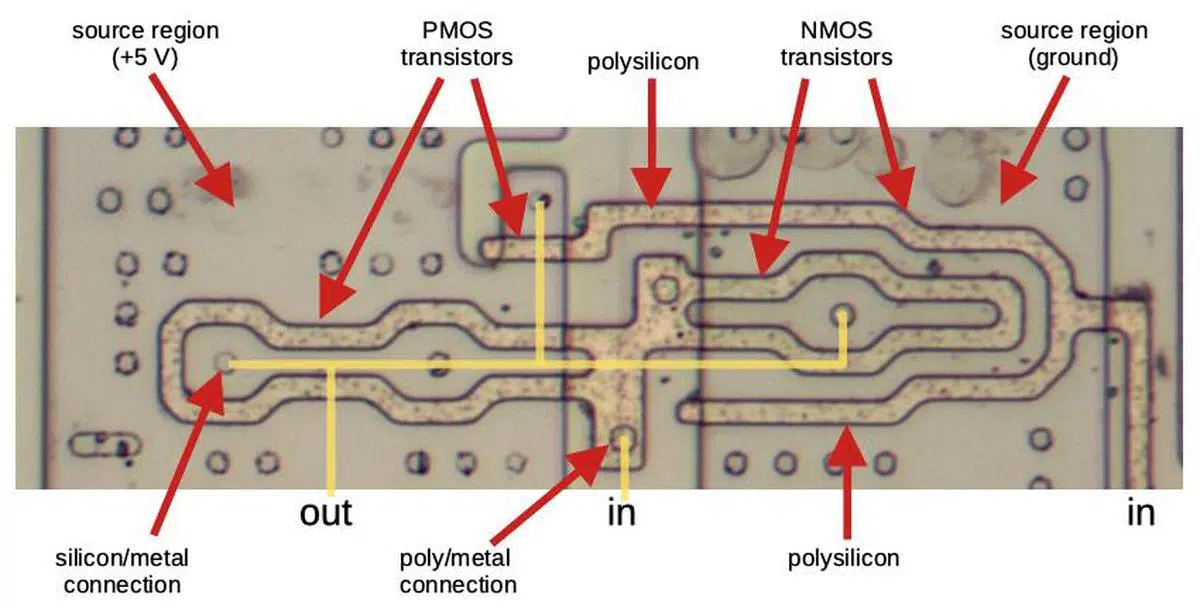 source region
(+5 V)
PMOS
transistors
polysilicon
NMOS
transistors
source region
(ground)
out
in
in
silicon/metal
connection
poly/metal
connection
polysilicon